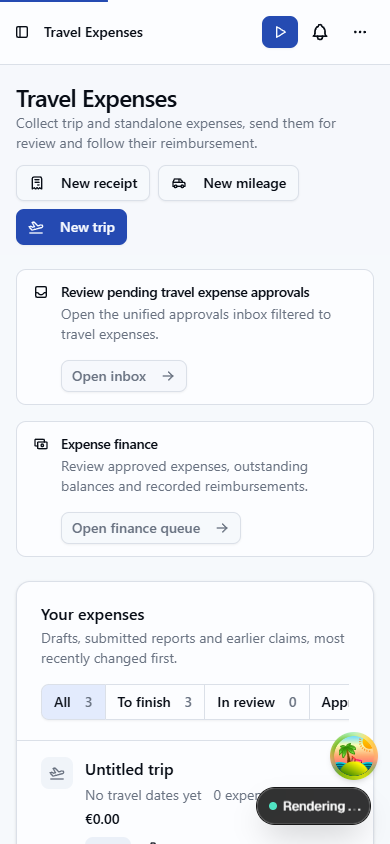 Travel Expenses
Travel Expenses
Collect trip and standalone expenses, send them for
review and follow their reimbursement.
New receipt
New mileage
New trip
Review pending travel expense approvals
Open the unified approvals inbox filtered to
travel expenses.
Open inbox
Expense finance
Review approved expenses, outstanding
balances and recorded reimbursements.
Open finance queue
Your expenses
Drafts, submitted reports and earlier claims, most
recently changed first.
All 3 To finish 3 In review 0
Untitled trip
No travel dates yet 0
€0.00
Rendering ...